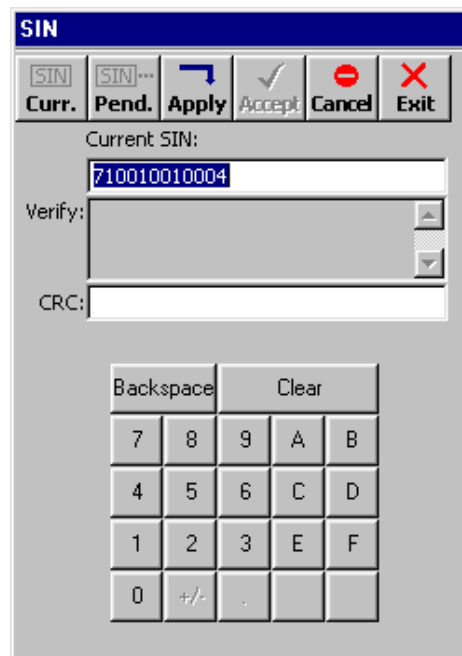 SIN
SIN SIN...
Curr. Pend. Apply Accept Cancel Exit
Current SIN:
710010010004
Verify:
CRC:
Backspace Clear
7 8 9 A B
4 5 6 C D
1 2 3 E F
0 +/- .